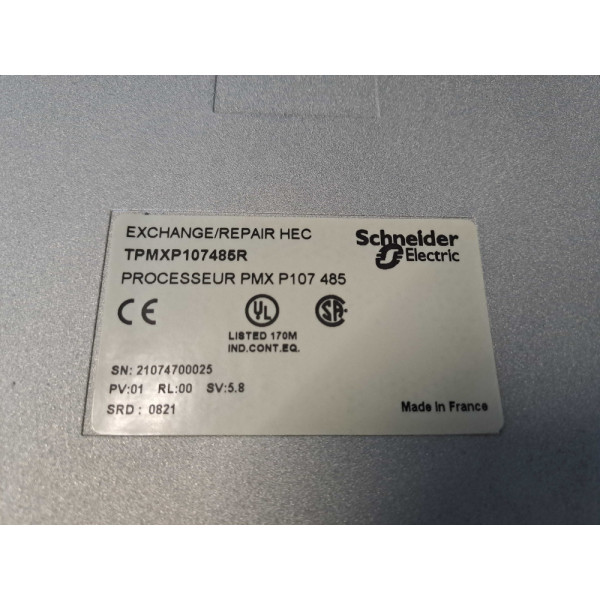 EXCHANGE/REPAIR HEC
Schneider
Electric
TPMXP107485R
PROCESSEUR PMX P107 485
CE
UL
SA
LISTED 170M
IND.CONT.EQ.
SN: 21074700025
PV:01 RL:00 SV:5.8
SRD: 0821
Made in France